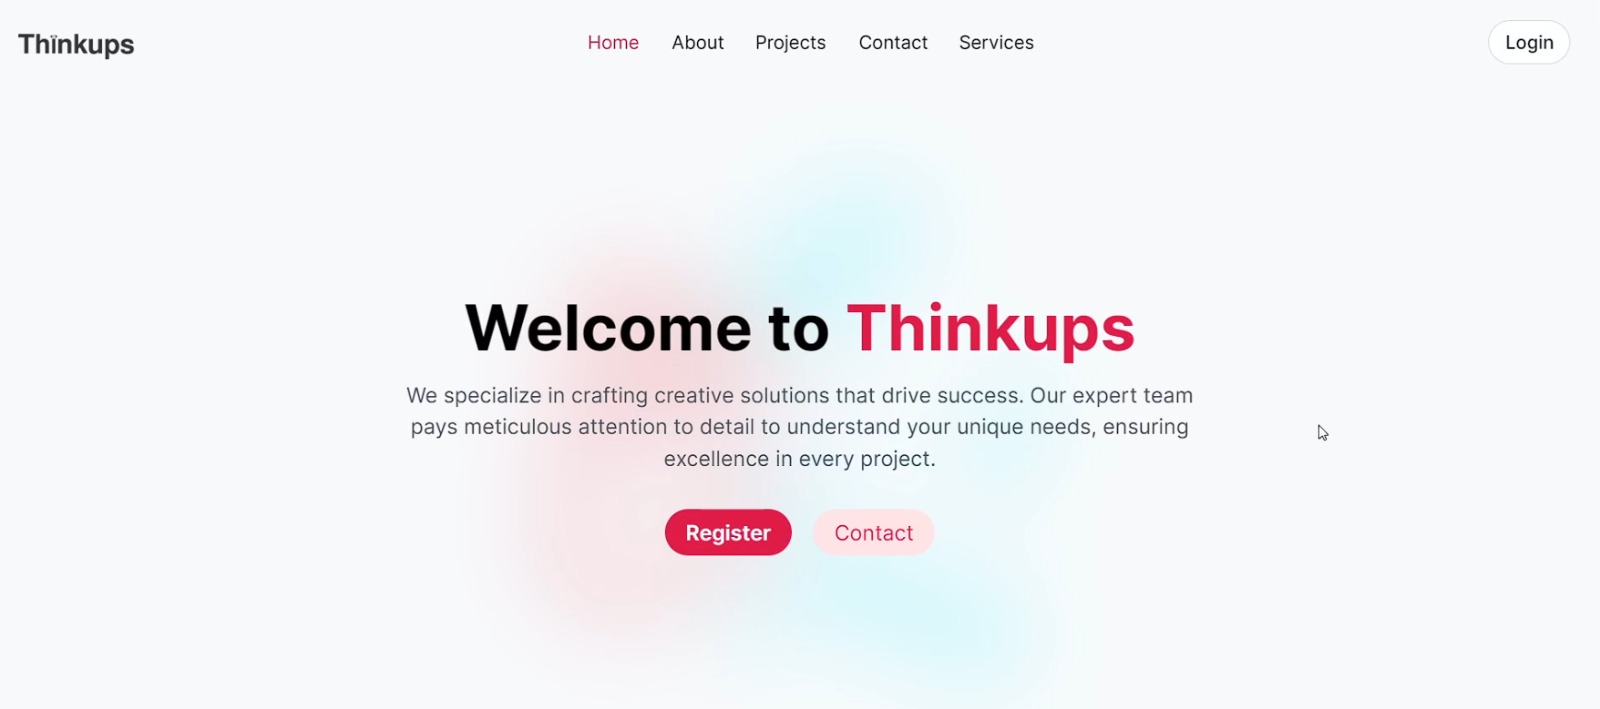 Thinkups
Home About Projects Contact Services
Login
Welcome to Thinkups
We specialize in crafting creative solutions that drive success. Our expert team
pays meticulous attention to detail to understand your unique needs, ensuring
excellence in every project.
Register Contact